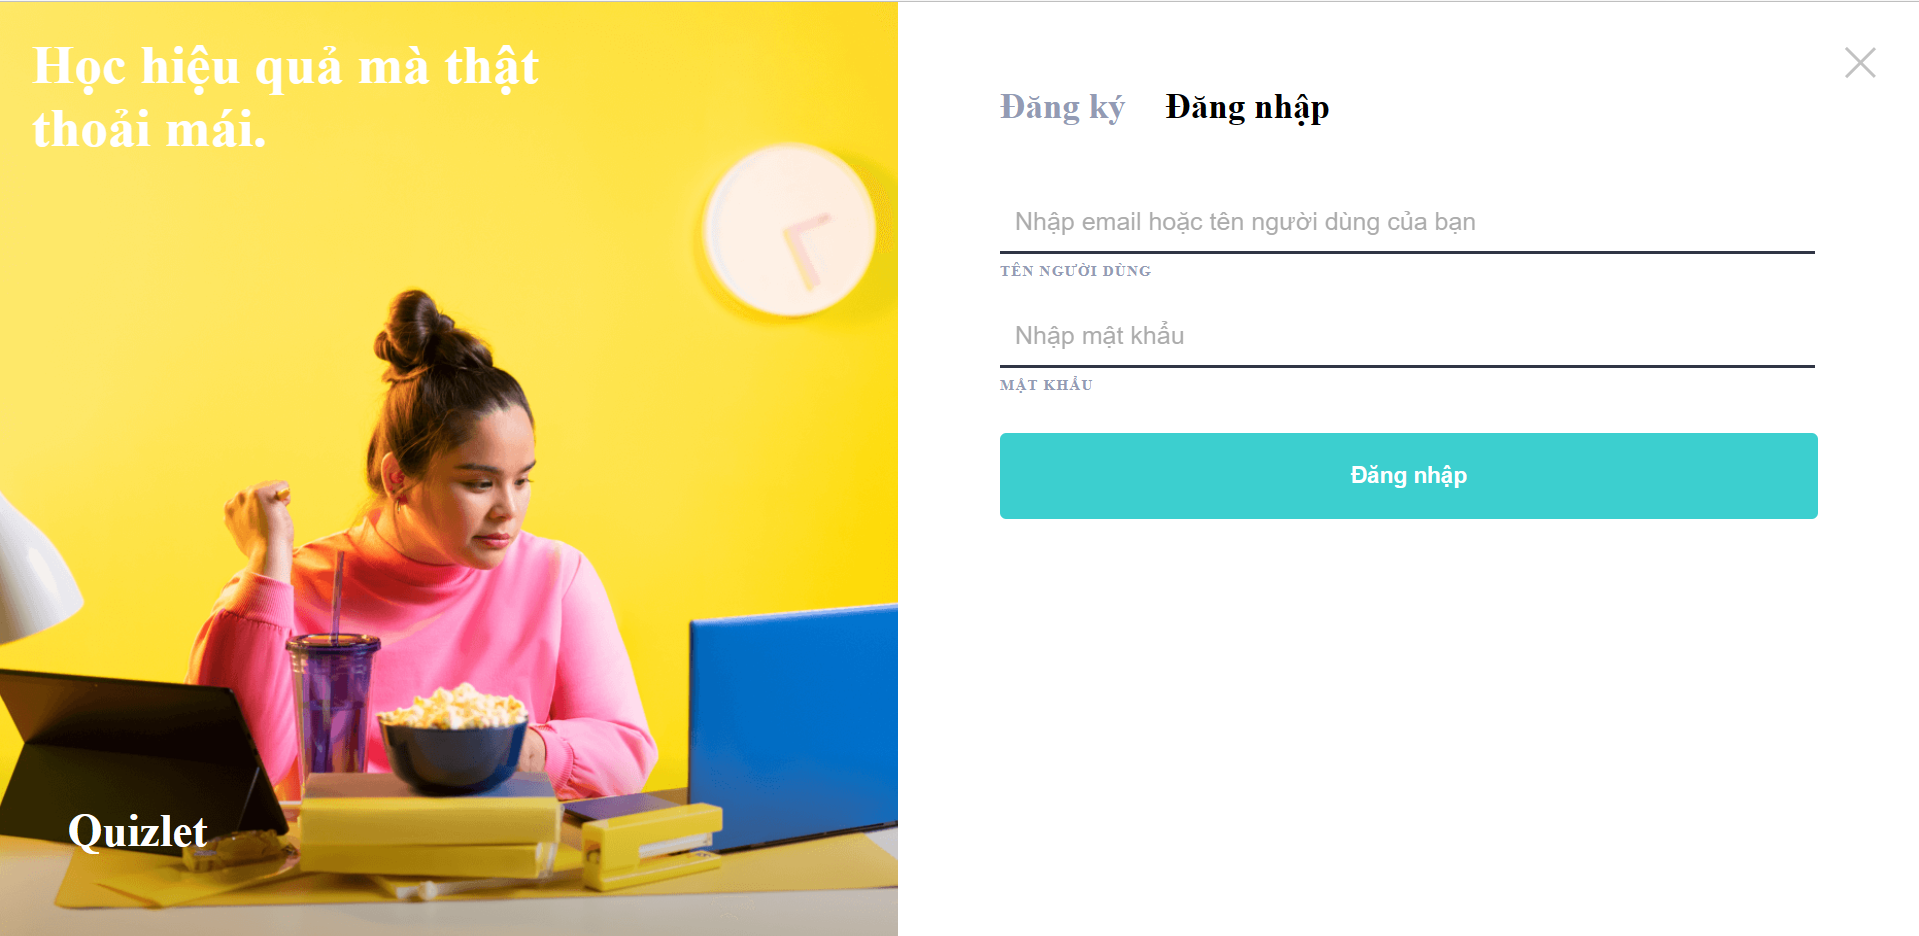 Học hiệu quả mà thật
thoải mái.
Quizlet
Đăng ký Đăng nhập
Nhập email hoặc tên người dùng của bạn
TÊN NGƯỜI DÙNG
Nhập mật khẩu
MẬT KHẨU
Đăng nhập